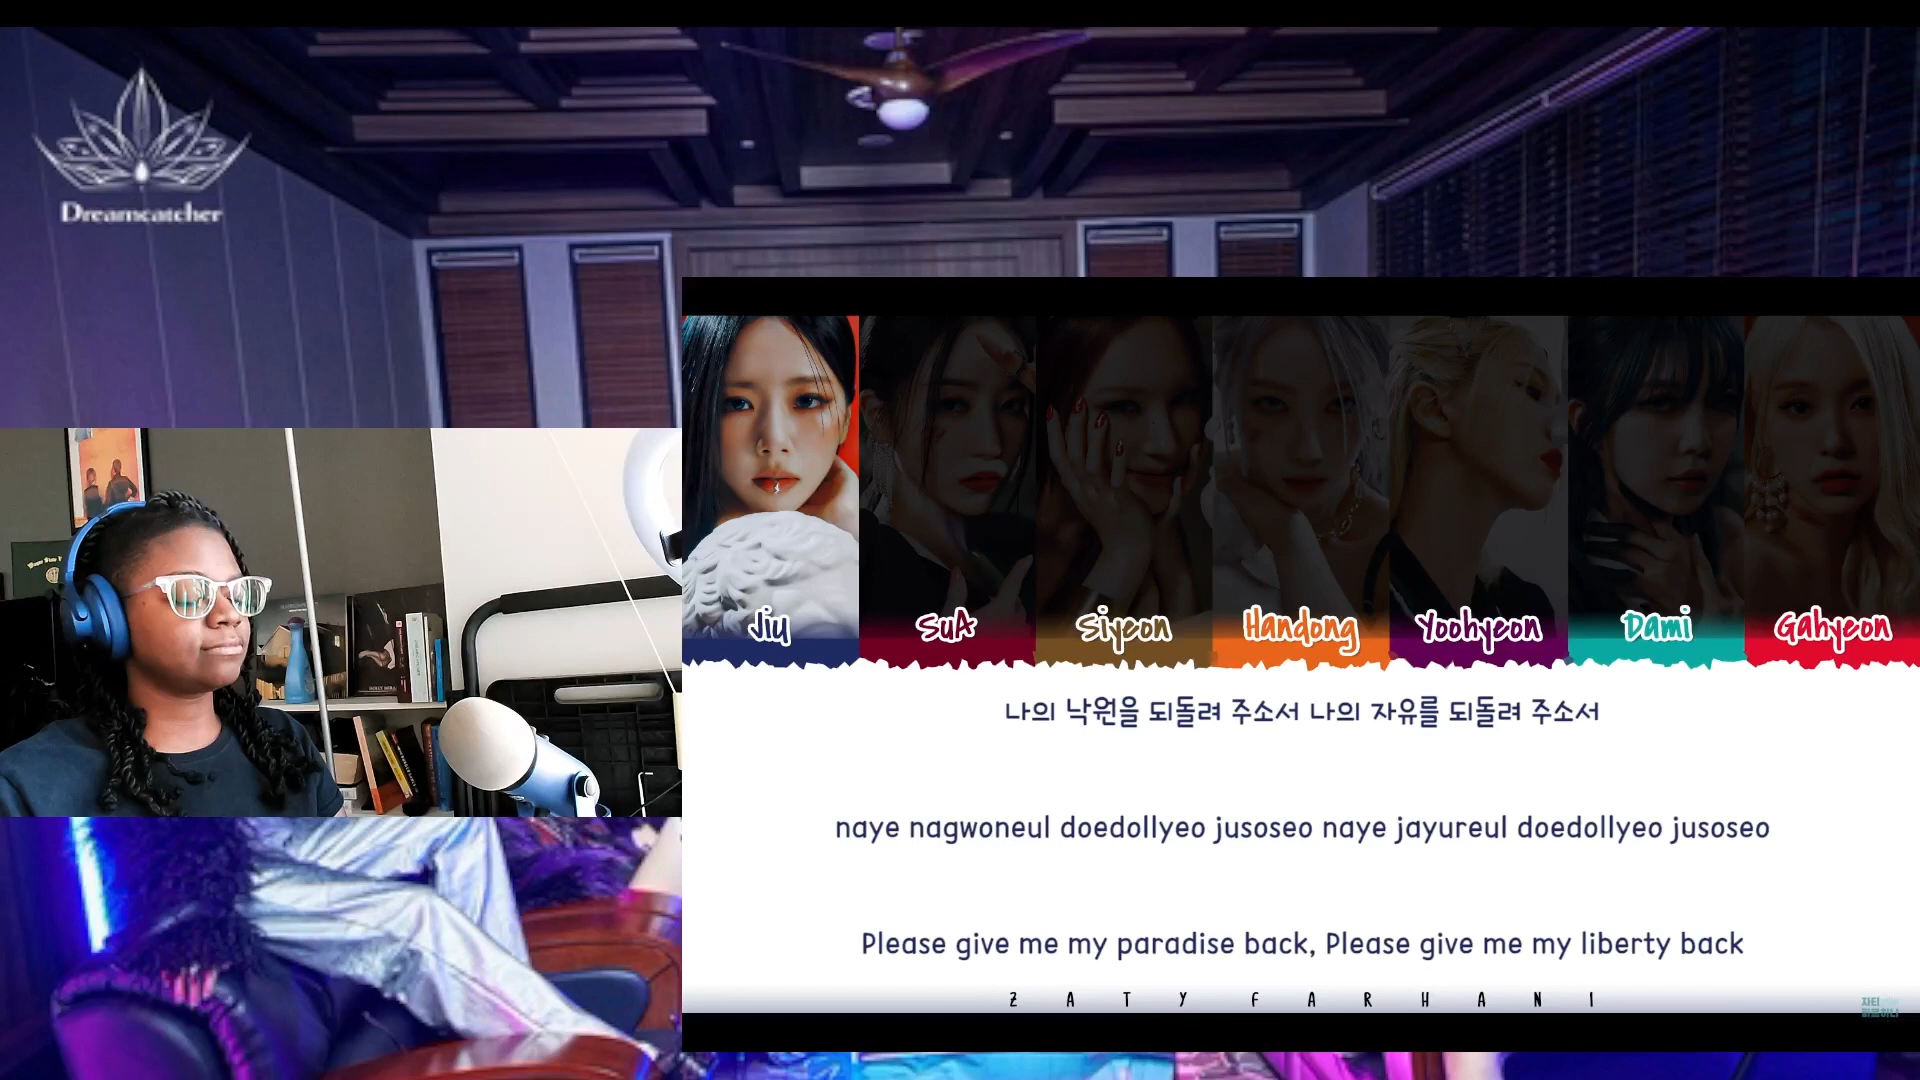 Dreamcatcher
Jiu
SuA
Siyeon
Handong
Yoohyeon
Dami
Gahyeon
나의 낙원을 되돌려 주소서 나의 자유를 되돌려 주소서
naye nagwoneul doedollyeo jusoseo naye jayureul doedollyeo jusoseo
Please give me my paradise back, Please give me my liberty back
ZATY FARHANI